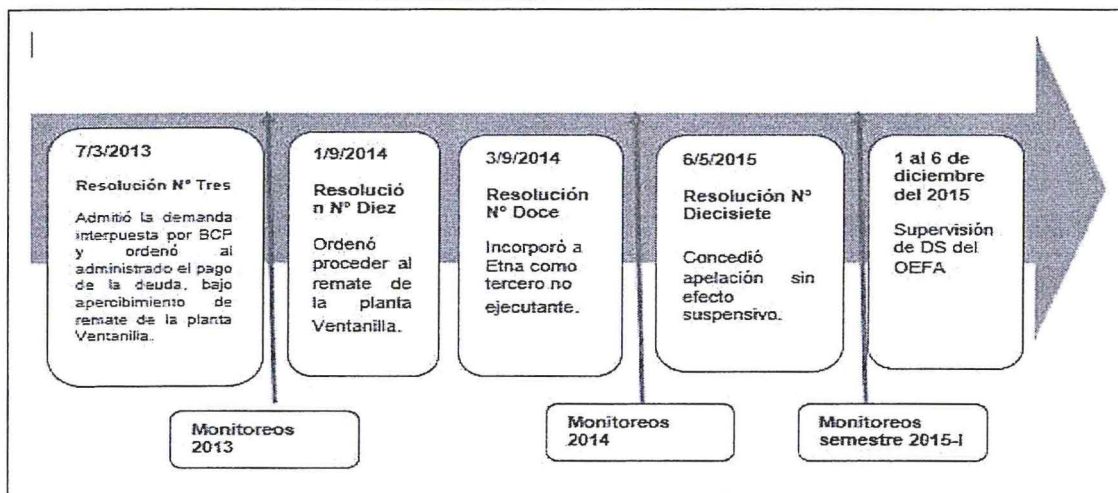 7/3/2013
Resolución Nº Tres
Admitió la demanda
interpuesta por BCP
y ordenó al
administrado el pago
de la deuda, bajo
apercibimiento de
remate de la planta
Ventanilla.
1/9/2014
Resolució
n Nº Diez
Ordenó
proceder al
remate de
la planta
Ventanilla.
3/9/2014
Resolución
Nº Doce
Incorporó a
Etna como
tercero no
ejecutante.
6/5/2015
Resolución Nº
Diecisiete
Concedió
apelación sin
efecto
suspensivo.
1 al 6 de
diciembre
del 2015
Supervisión
de DS del
OEFA
Monitoreos
2013
Monitoreos
2014
Monitoreos
semestre 2015-I